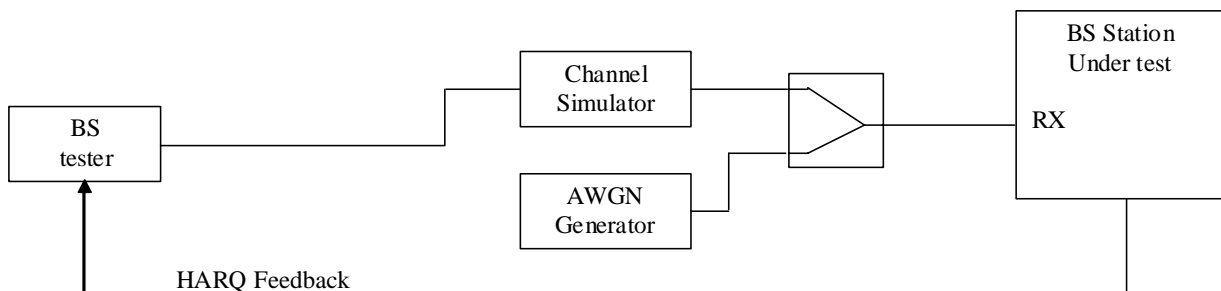 BS Station
Under test
Channel
Simulator
BS
tester
RX
AWGN
Generator
HARQ Feedback